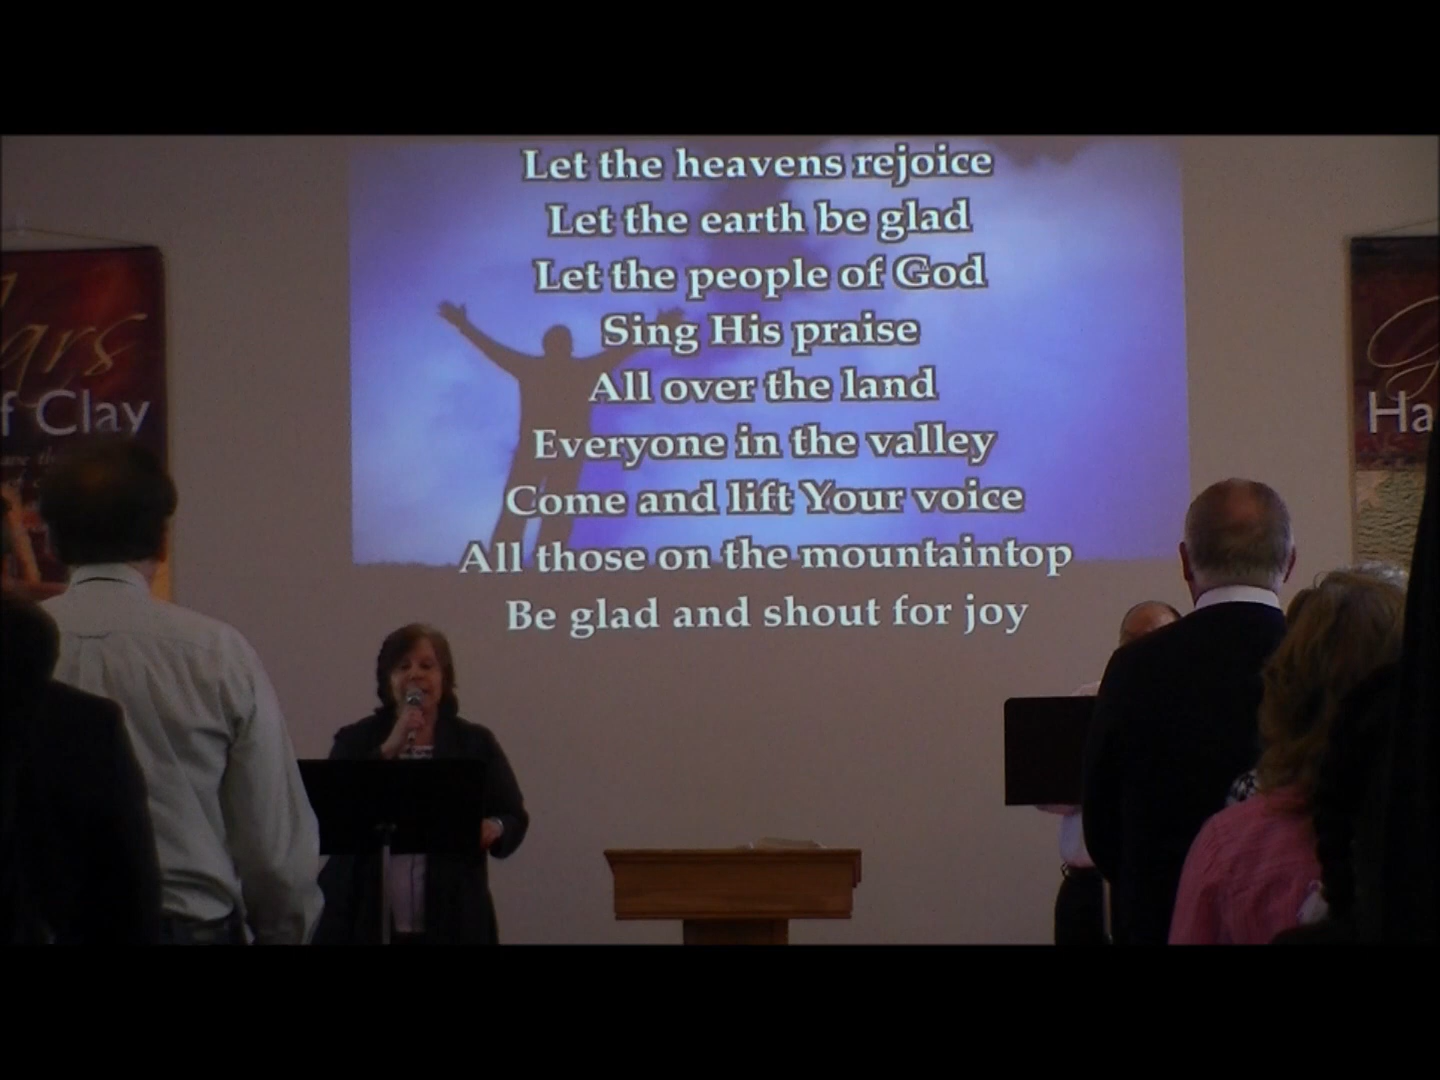 Let the heavens rejoice
Let the earth be glad
Let the people of God
Sing His praise
All over the land
Everyone in the valley
Come and lift Your voice
All those on the mountaintop
Be glad and shout for joy
f Clay
Ha